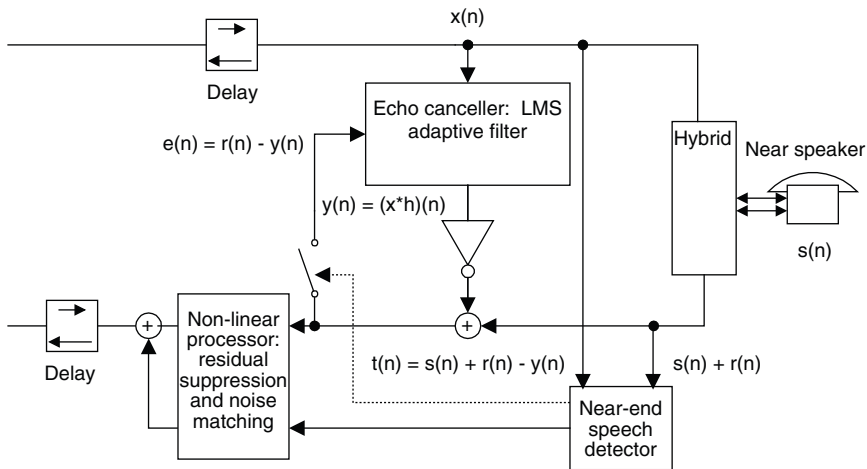 x(n)
Delay
Echo canceller: LMS
adaptive filter
e(n) = r(n) - y(n)
Hybrid
Near speaker
y(n) = (x*h)(n)
s(n)
+
+
Non-linear
processor:
residual
suppression
and noise
matching
Delay
t(n) = s(n) + r(n) - y(n)
s(n) + r(n)
Near-end
speech
detector